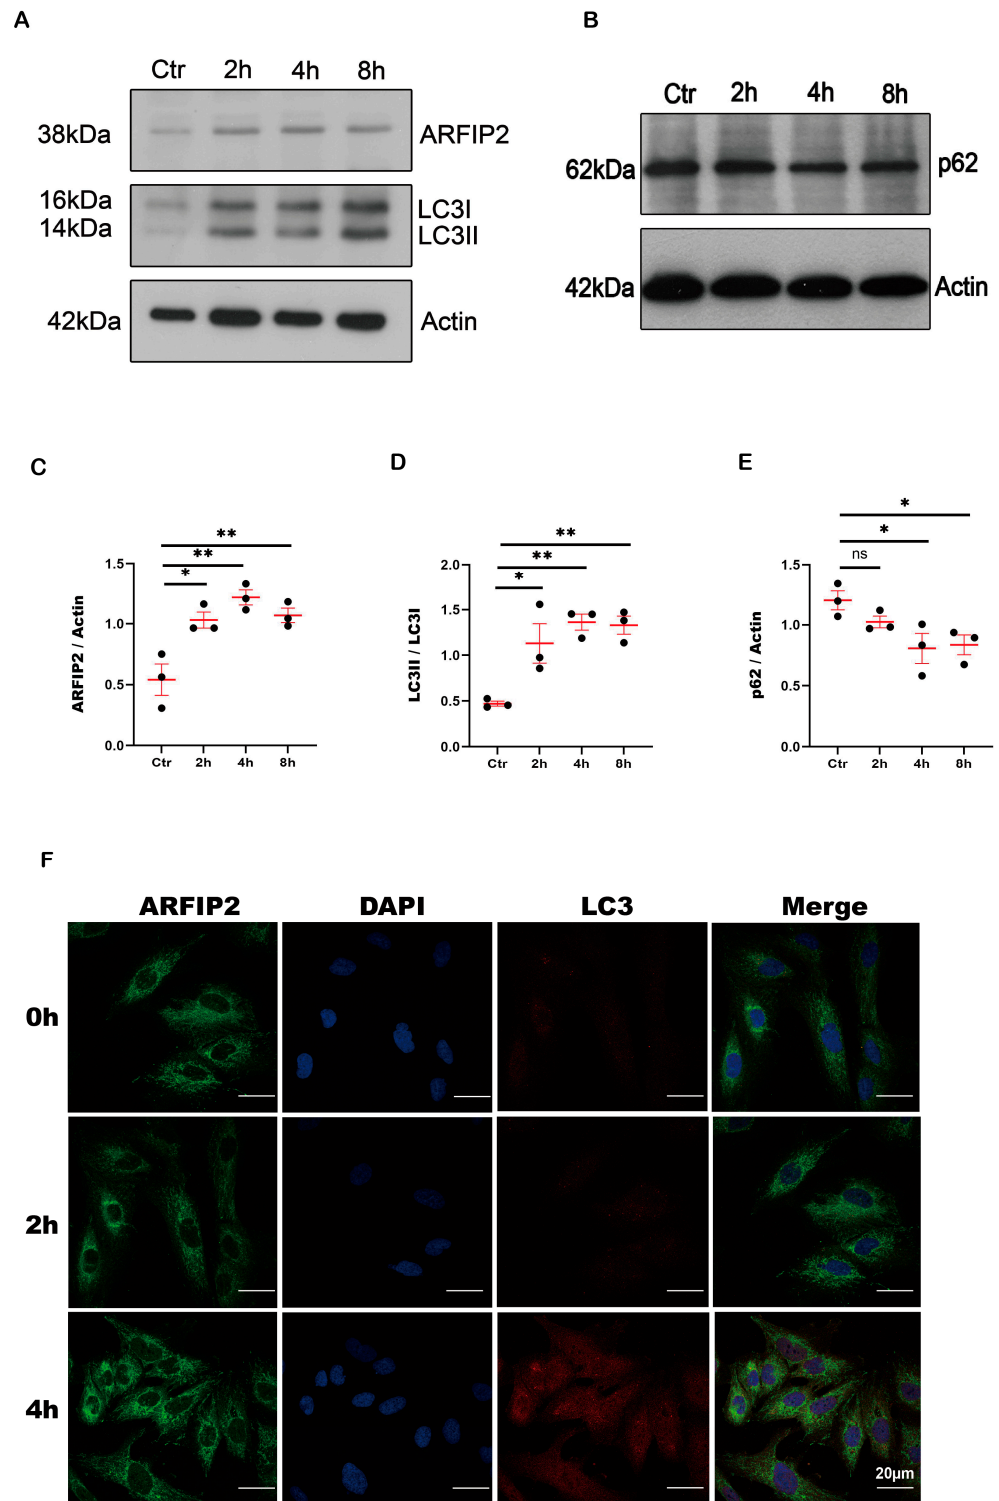 A
Ctr 2h 4h 8h
38kDa ARFIP2
16kDa LC3I
14kDa LC3II
42kDa Actin
B
Ctr 2h 4h 8h
62kDa p62
42kDa Actin
C
ARFIP2 / Actin
1.5
1.0
0.5
0.0
** 
**
*
Ctr 2h 4h 8h
D
LC3II / LC3I
2.0
1.5
1.0
0.5
0.0
**
**
*
Ctr 2h 4h 8h
E
p62 / Actin
1.5
1.0
0.5
0.0
*
*
ns
Ctr 2h 4h 8h
F
ARFIP2 DAPI LC3 Merge
0h
2h
4h
20μm